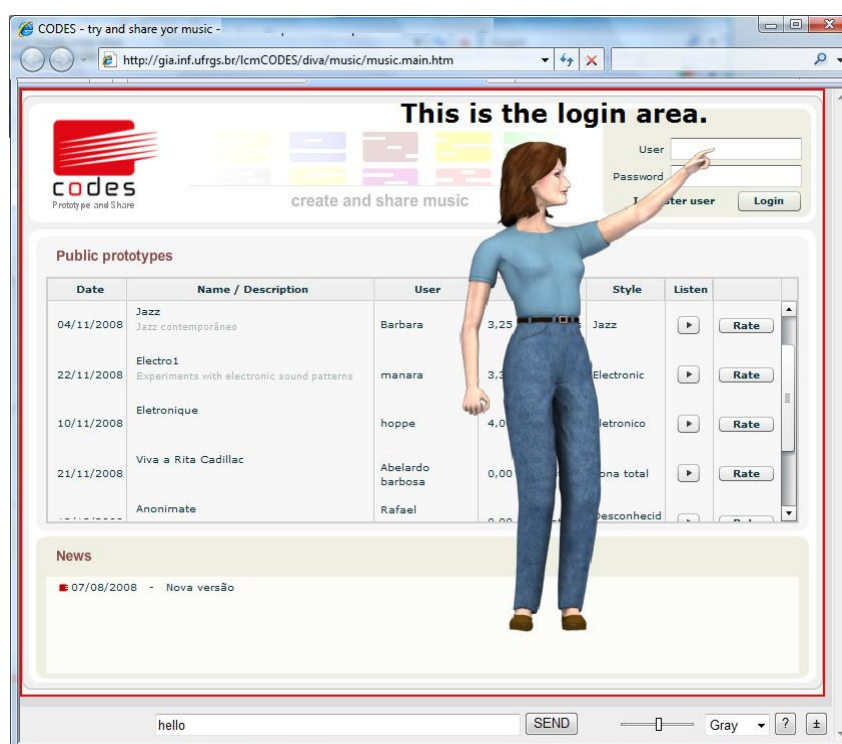 CODES - try and share yor music -
http://gia.inf.ufrgs.br/IcmCODES/diva/music/music.main.htm
This is the login area.
codes
Prototype and Share
create and share music
User
Password
user
Login
Public prototypes
Date Name / Description User Style Listen
04/11/2008 Jazz Barbara 3,25 Jazz Rate
Jazz contemporâneo
22/11/2008 Electro1 manara Electronic Rate
Experiments with electronic sound patterns
10/11/2008 Eletronique hoppe Rate
21/11/2008 Viva a Rita Cadillac Abelardo 0,00 total Rate
barbosa
Anonimate Rafael
News
07/08/2008 - Nova versão
hello SEND Gray ? ±